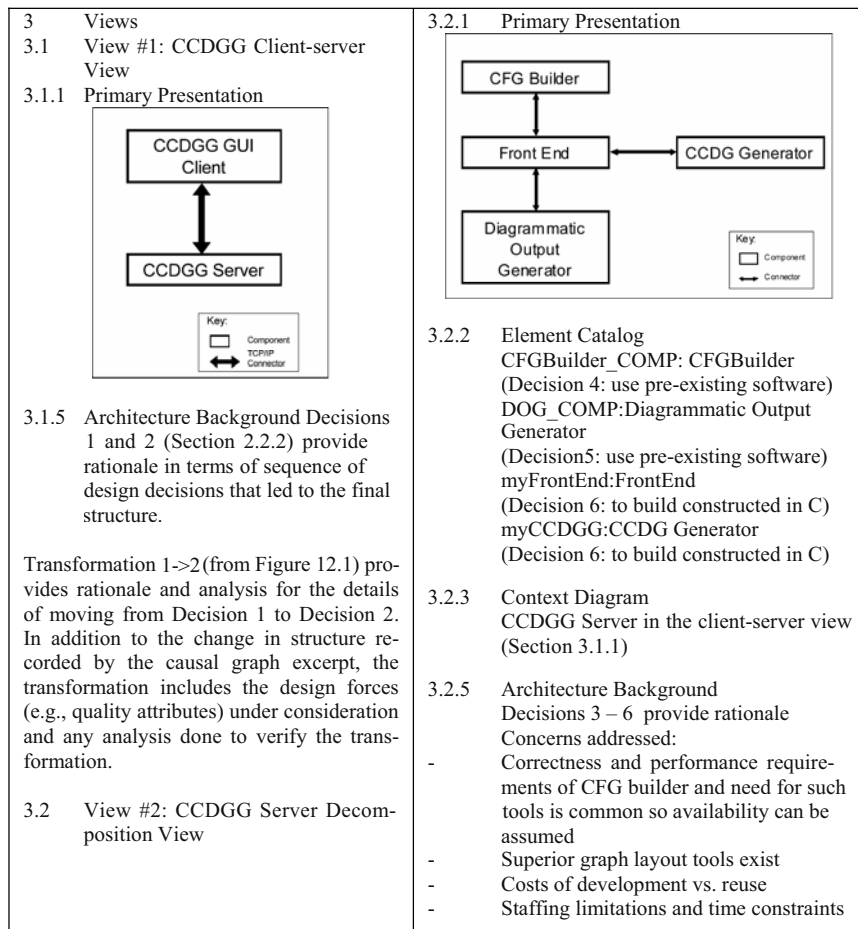 3 Views
3.1 View #1: CCDGG Client-server
View
3.1.1 Primary Presentation
CCDGG GUI
Client
CCDGG Server
Key:
Component
TCP/IP
Connector
3.1.5 Architecture Background Decisions
1 and 2 (Section 2.2.2) provide
rationale in terms of sequence of
design decisions that led to the final
structure.
Transformation 1->2 (from Figure 12.1) pro-
vides rationale and analysis for the details
of moving from Decision 1 to Decision 2.
In addition to the change in structure re-
corded by the causal graph excerpt, the
transformation includes the design forces
(e.g., quality attributes) under consideration
and any analysis done to verify the trans-
formation.
3.2 View #2: CCDGG Server Decom-
position View
3.2.1 Primary Presentation
CFG Builder
Front End
CCDG Generator
Diagrammatic
Output
Generator
Key:
Component
Connector
3.2.2 Element Catalog
CFGBuilder_COMP: CFGBuilder
(Decision 4: use pre-existing software)
DOG_COMP:Diagrammatic Output
Generator
(Decision5: use pre-existing software)
myFrontEnd:FrontEnd
(Decision 6: to build constructed in C)
myCCDGG:CCDG Generator
(Decision 6: to build constructed in C)
3.2.3 Context Diagram
CCDGG Server in the client-server view
(Section 3.1.1)
3.2.5 Architecture Background
Decisions 3 – 6 provide rationale
Concerns addressed:
- Correctness and performance require-
ments of CFG builder and need for such
tools is common so availability can be
assumed
- Superior graph layout tools exist
- Costs of development vs. reuse
- Staffing limitations and time constraints